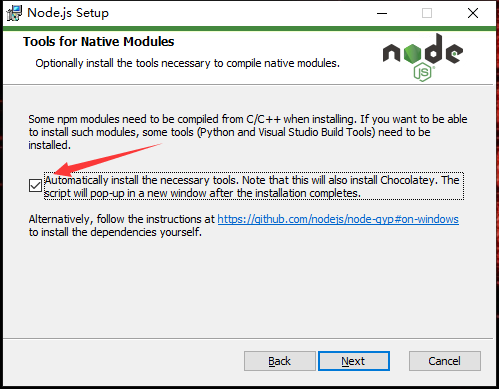 Node.js Setup
Tools for Native Modules
Optionally install the tools necessary to compile native modules.
node
JS
Some npm modules need to be compiled from C/C++ when installing. If you want to be able
to install such modules, some tools (Python and Visual Studio Build Tools) need to be
installed.
Automatically install the necessary tools. Note that this will also install Chocolatey. The
script will pop-up in a new window after the installation completes.
Alternatively, follow the instructions at https://github.com/nodejs/node-gyp#on-windows
to install the dependencies yourself.
Back Next Cancel